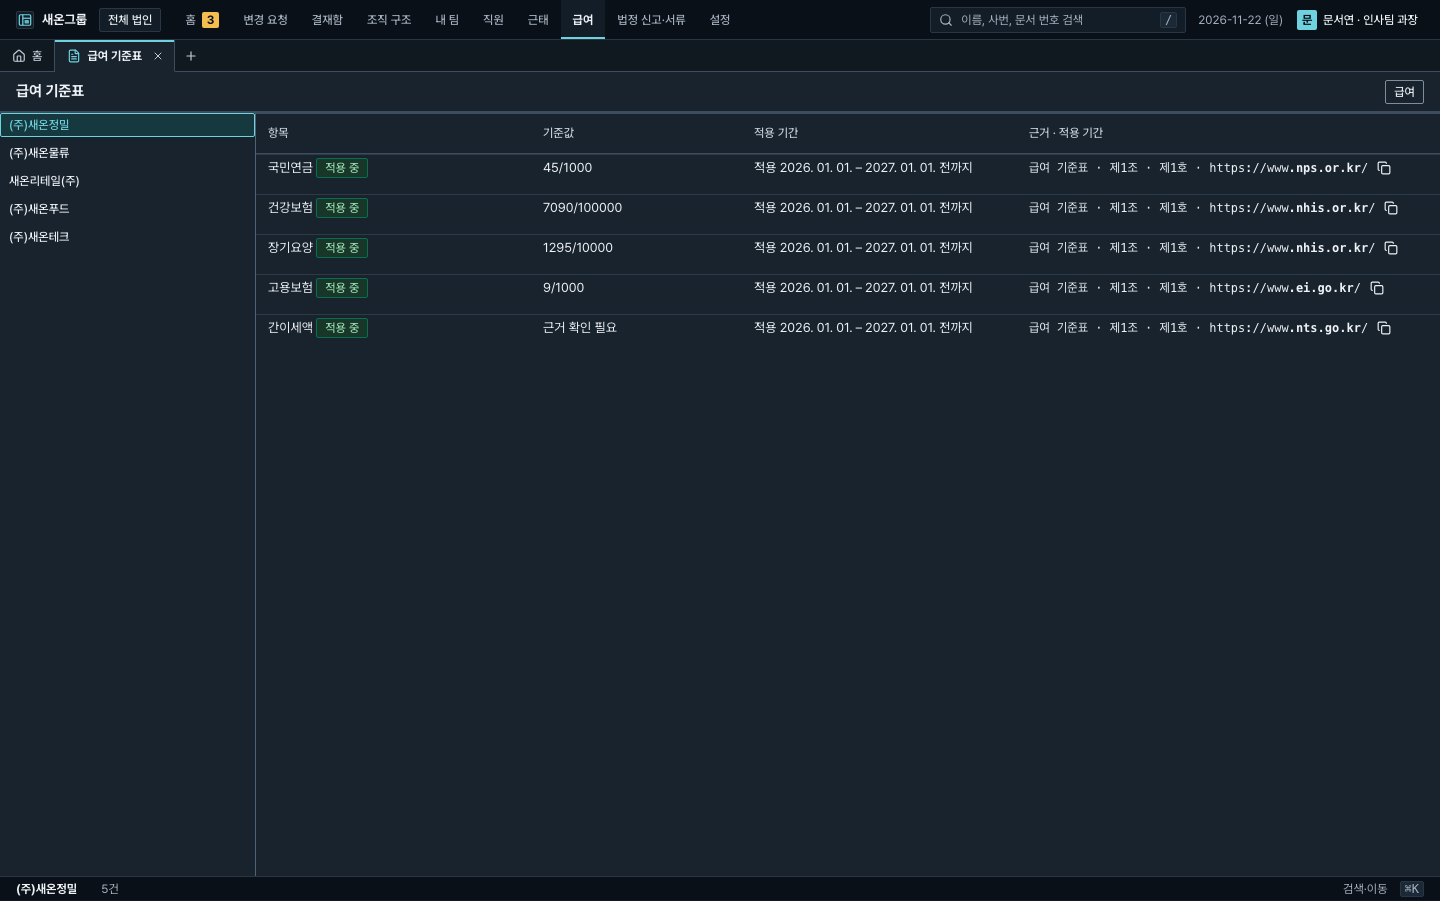 새온그룹 전체 법인 홈 3 변경 요청 결재함 조직 구조 내 팀 직원 근태 급여 법정 신고·서류 설정 이름, 사번, 문서 번호 검색 / 2026-11-22 (일) 문 문서연 · 인사팀 과장
홈 급여 기준표
급여 기준표 급여
(주)새온정밀
(주)새온물류
새온리테일(주)
(주)새온푸드
(주)새온테크
항목 기준값 적용 기간 근거 · 적용 기간
국민연금 적용 중 45/1000 적용 2026. 01. 01. – 2027. 01. 01. 전까지 급여 기준표 · 제1조 · 제1호 · https://www.nps.or.kr/
건강보험 적용 중 7090/100000 적용 2026. 01. 01. – 2027. 01. 01. 전까지 급여 기준표 · 제1조 · 제1호 · https://www.nhis.or.kr/
장기요양 적용 중 1295/10000 적용 2026. 01. 01. – 2027. 01. 01. 전까지 급여 기준표 · 제1조 · 제1호 · https://www.nhis.or.kr/
고용보험 적용 중 9/1000 적용 2026. 01. 01. – 2027. 01. 01. 전까지 급여 기준표 · 제1조 · 제1호 · https://www.ei.go.kr/
간이세액 적용 중 근거 확인 필요 적용 2026. 01. 01. – 2027. 01. 01. 전까지 급여 기준표 · 제1조 · 제1호 · https://www.nts.go.kr/
(주)새온정밀 5건 검색·이동 ⌘K